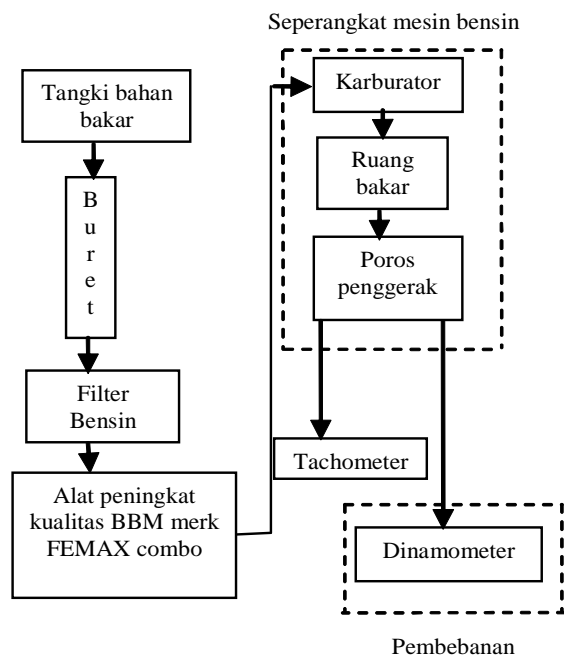 Seperangkat mesin bensin
Tangki bahan
bakar
B
u
r
e
t
Filter
Bensin
Alat peningkat
kualitas BBM merk
FEMAX combo
Karburator
Ruang
bakar
Poros
penggerak
Tachometer
Dinamometer
Pembebanan